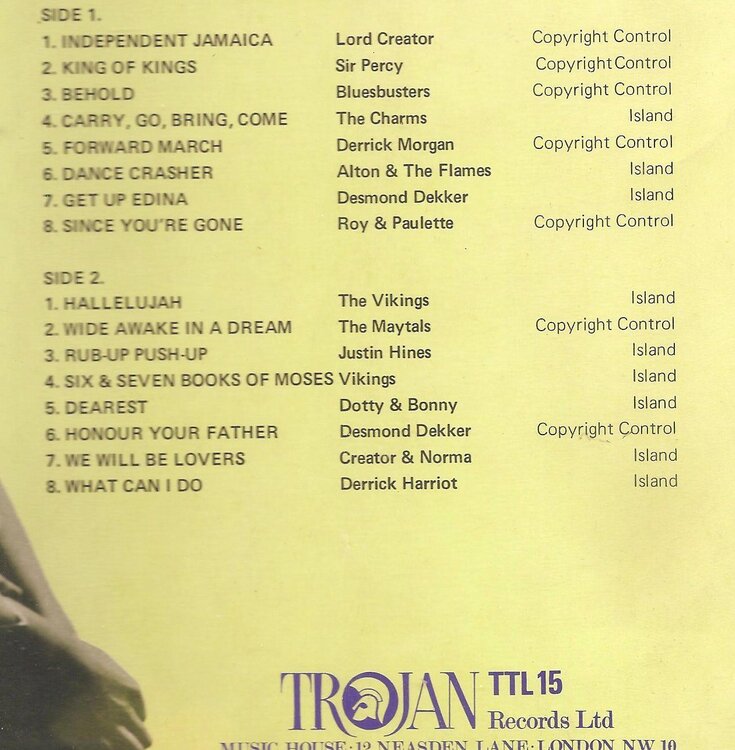 SIDE 1.
1. INDEPENDENT JAMAICA Lord Creator Copyright Control
2. KING OF KINGS Sir Percy Copyright Control
3. BEHOLD Bluesbusters Copyright Control
4. CARRY, GO, BRING, COME The Charms Island
5. FORWARD MARCH Derrick Morgan Copyright Control
6. DANCE CRASHER Alton & The Flames Island
7. GET UP EDINA Desmond Dekker Island
8. SINCE YOU'RE GONE Roy & Paulette Copyright Control
SIDE 2.
1. HALLELUJAH The Vikings Island
2. WIDE AWAKE IN A DREAM The Maytals Copyright Control
3. RUB-UP PUSH-UP Justin Hines Island
4. SIX & SEVEN BOOKS OF MOSES Vikings Island
5. DEAREST Dotty & Bonny Island
6. HONOUR YOUR FATHER Desmond Dekker Copyright Control
7. WE WILL BE LOVERS Creator & Norma Island
8. WHAT CAN I DO Derrick Harriot Island
TROJAN TTL 15
Records Ltd
MUSIC HOUSE · 12 NEASDEN LANE · LONDON NW 10